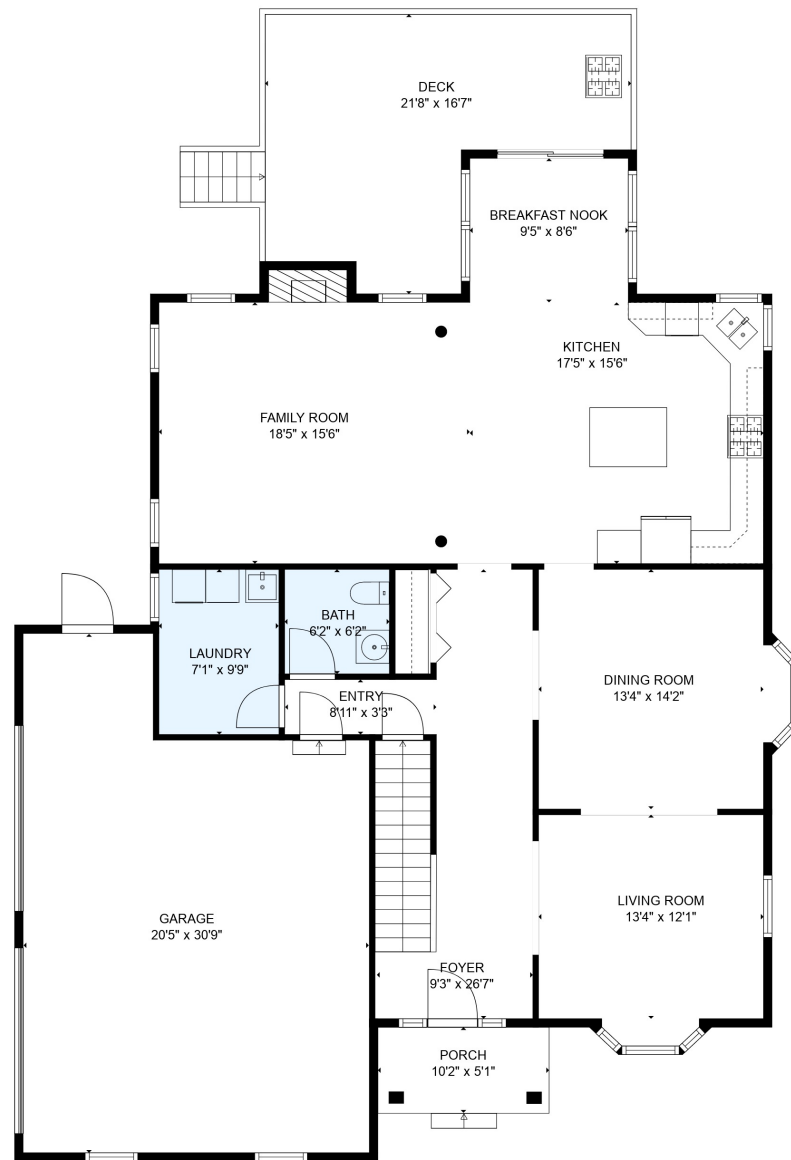 DECK
21'8" x 16'7"
BREAKFAST NOOK
9'5" x 8'6"
KITCHEN
17'5" x 15'6"
FAMILY ROOM
18'5" x 15'6"
BATH
6'2" x 6'2"
LAUNDRY
7'1" x 9'9"
ENTRY
8'11" x 3'3"
DINING ROOM
13'4" x 14'2"
LIVING ROOM
13'4" x 12'1"
GARAGE
20'5" x 30'9"
FOYER
9'3" x 26'7"
PORCH
10'2" x 5'1"